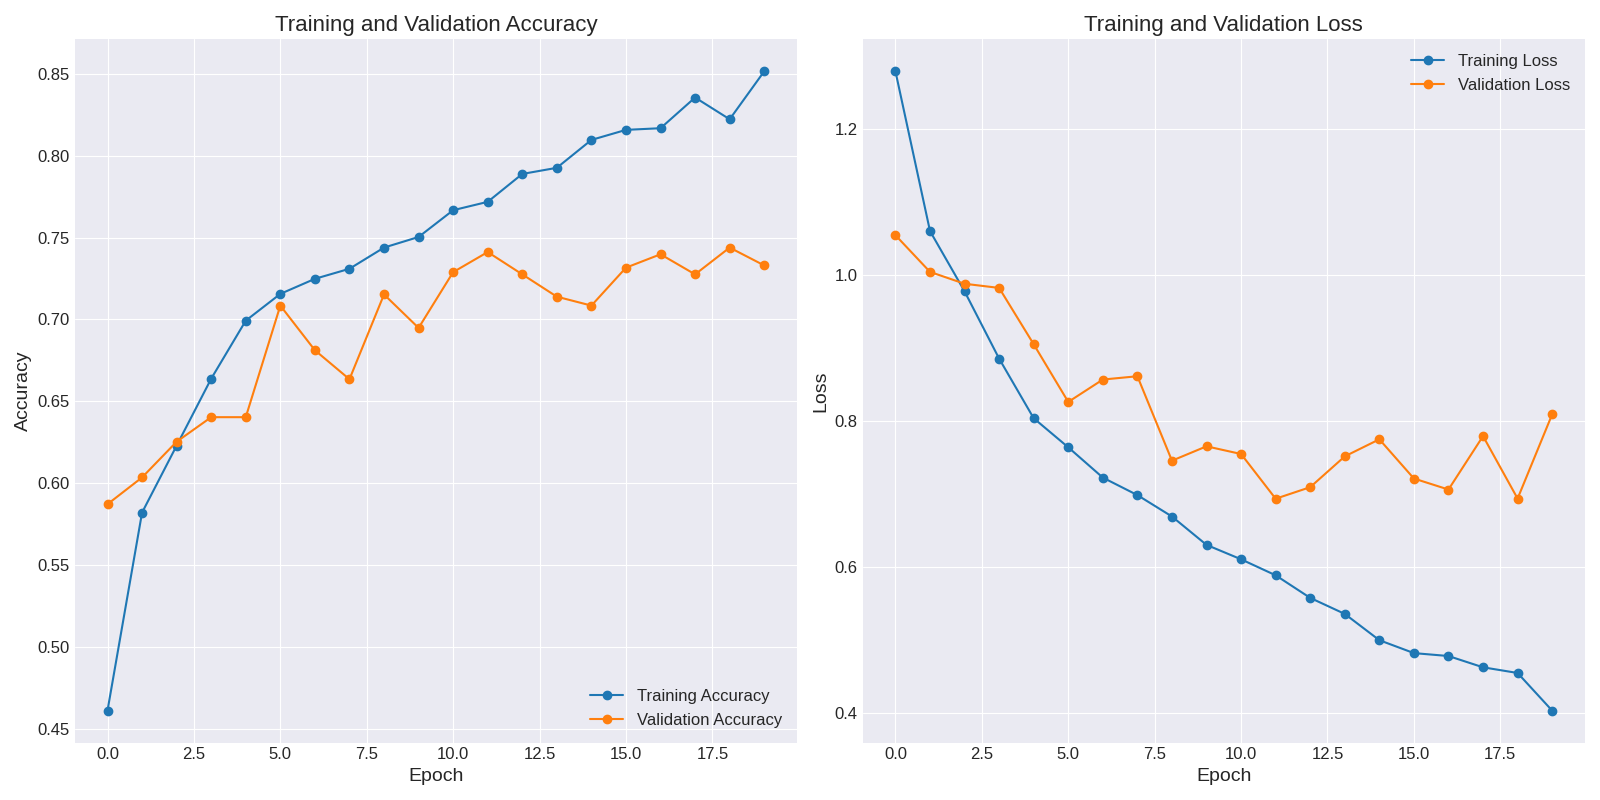 Training and Validation Accuracy
0.85
0.80
0.75
0.70
0.65
0.60
0.55
0.50
0.45
Accuracy
Training Accuracy
Validation Accuracy
0.0 2.5 5.0 7.5 10.0 12.5 15.0 17.5
Epoch
Training and Validation Loss
Training Loss
Validation Loss
1.2
1.0
0.8
0.6
0.4
Loss
0.0 2.5 5.0 7.5 10.0 12.5 15.0 17.5
Epoch